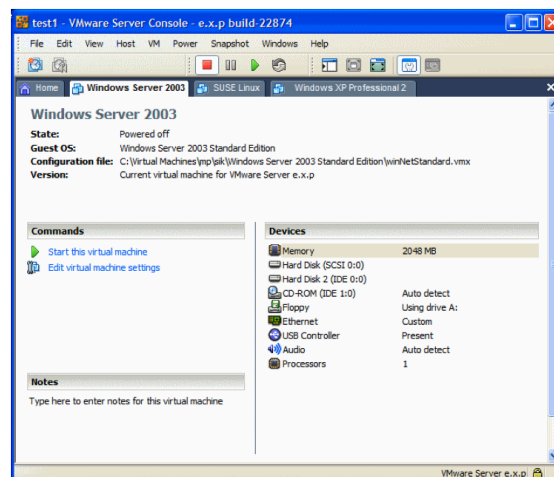 test1 - VMware Server Console - e.x.p build-22874
File Edit View Host VM Power Snapshot Windows Help
Home Windows Server 2003 SUSE Linux Windows XP Professional 2
Windows Server 2003
State: Powered off
Guest OS: Windows Server 2003 Standard Edition
Configuration file: C:\Virtual Machines\mp\sik\Windows Server 2003 Standard Edition\winNetStandard.vmx
Version: Current virtual machine for VMware Server e.x.p
Commands
Start this virtual machine
Edit virtual machine settings
Devices
Memory 2048 MB
Hard Disk (SCSI 0:0)
Hard Disk 2 (IDE 0:0)
CD-ROM (IDE 1:0) Auto detect
Floppy Using drive A:
Ethernet Custom
USB Controller Present
Audio Auto detect
Processors 1
Notes
Type here to enter notes for this virtual machine
VMware Server e.x.p